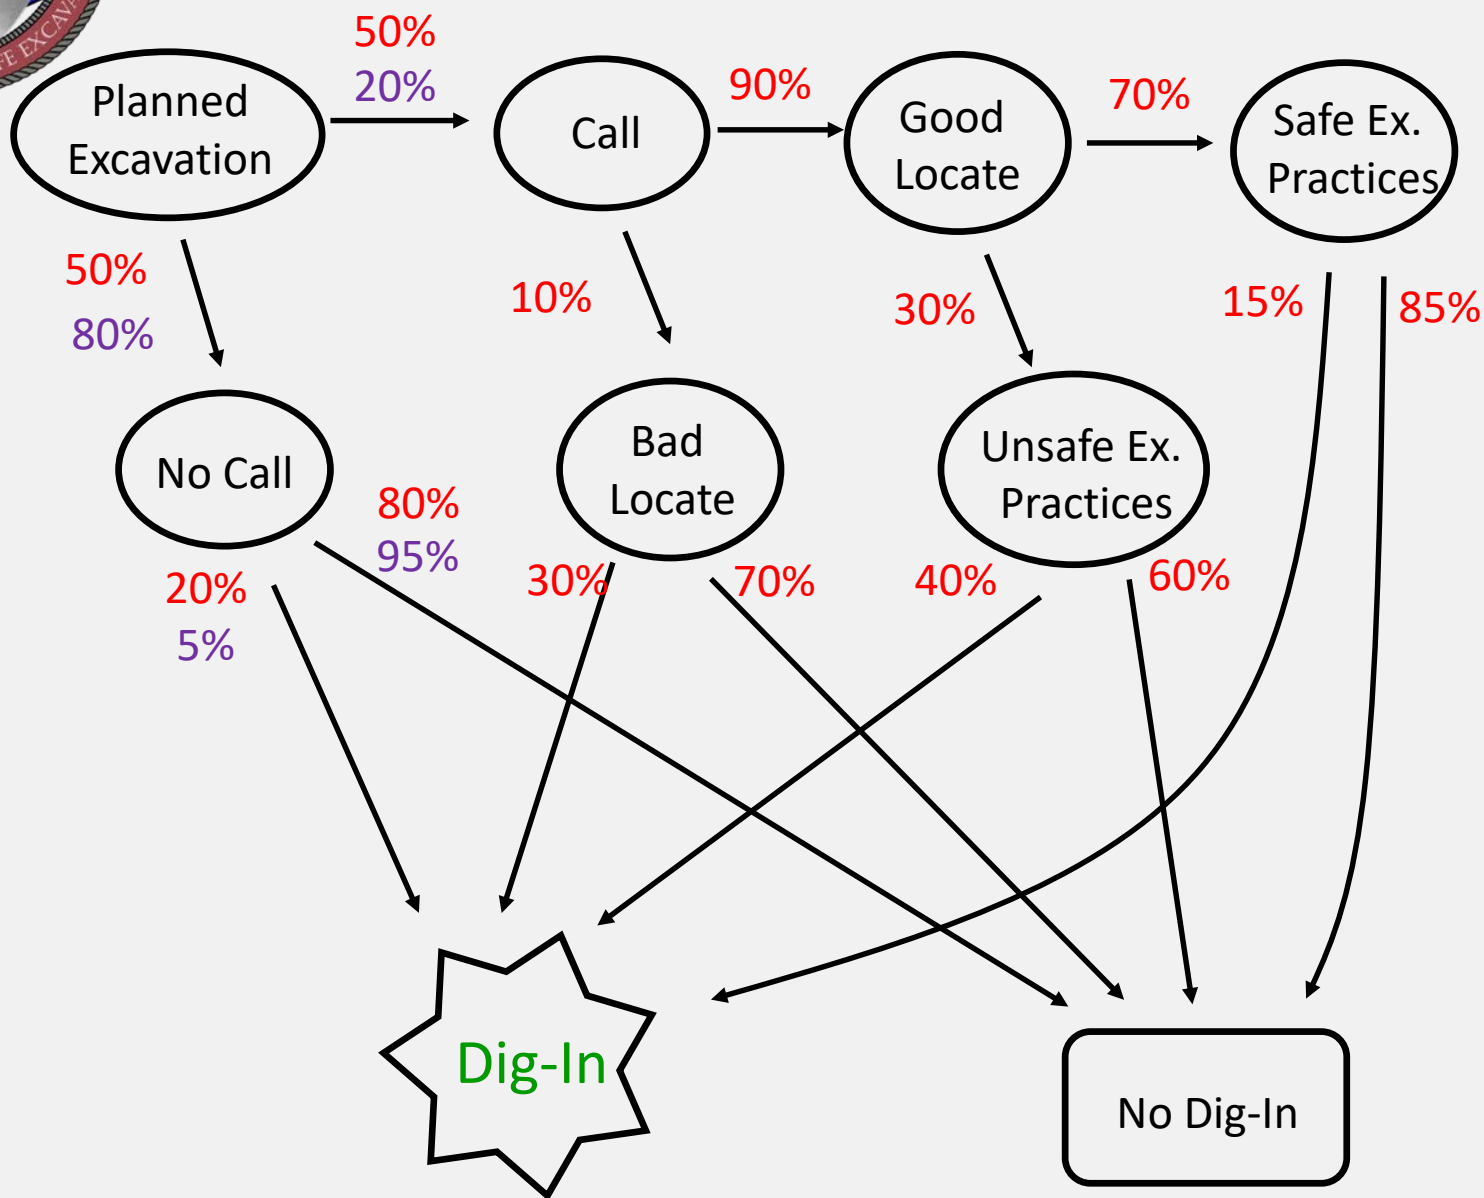 FE EXCAVA
50%
20%
90%
70%
Planned
Excavation
Call
Good
Locate
Safe Ex.
Practices
50%
80%
10%
30%
15%
85%
No Call
Bad
Locate
Unsafe Ex.
Practices
80%
95%
20%
5%
30%
70%
40%
60%
Dig-In
No Dig-In